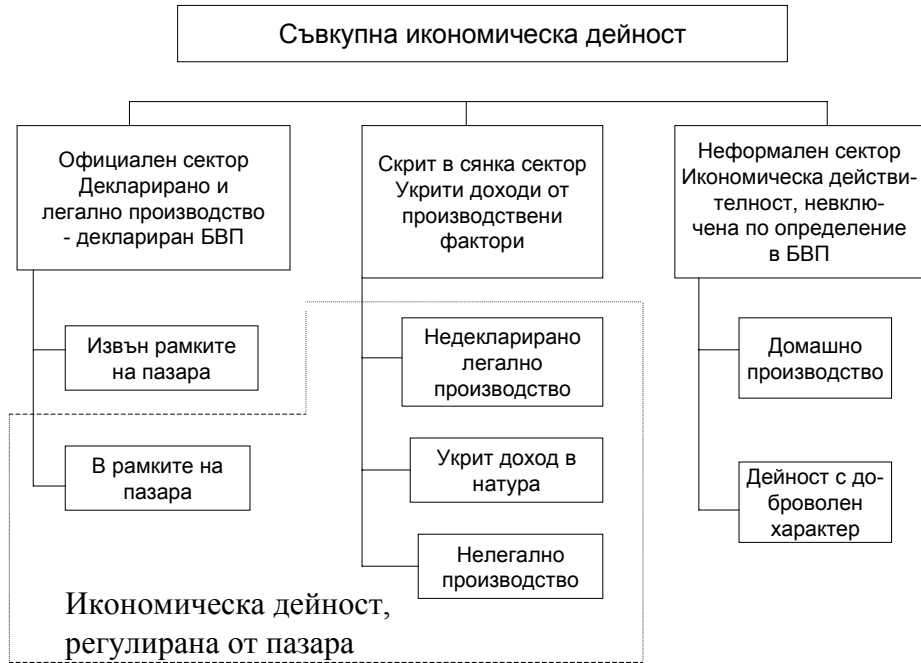 Съвкупна икономическа дейност
Официален сектор
Декларирано и
легално производство
- деклариран БВП
Скрит в сянка сектор
Укрити доходи от
производствени
фактори
Неформален сектор
Икономическа действи-
телност, невклю-
чена по определение
в БВП
Извън рамките
на пазара
В рамките на
пазара
Недекларирано
легално
производство
Укрит доход в
натура
Нелегално
производство
Домашно
производство
Дейност с до-
броволен
характер
Икономическа дейност,
регулирана от пазара